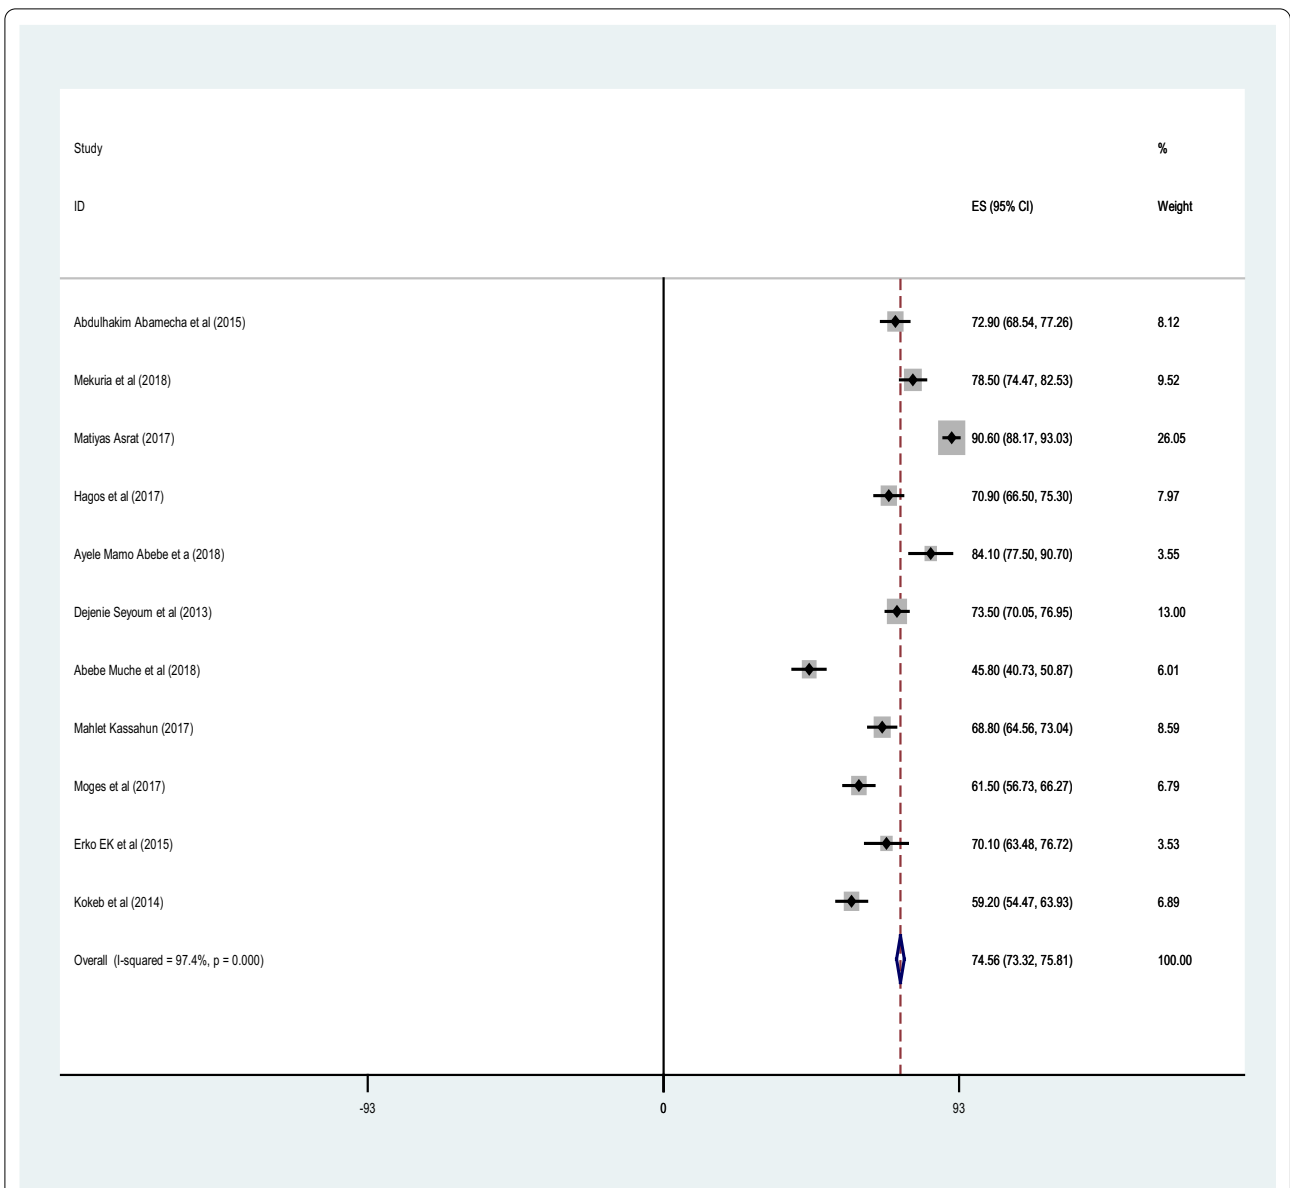 Study %
ID ES (95% CI) Weight
Abdulhakim Abamecha et al (2015) 72.90 (68.54, 77.26) 8.12
Mekuria et al (2018) 78.50 (74.47, 82.53) 9.52
Matiyas Asrat (2017) 90.60 (88.17, 93.03) 26.05
Hagos et al (2017) 70.90 (66.50, 75.30) 7.97
Ayele Mamo Abebe et a (2018) 84.10 (77.50, 90.70) 3.55
Dejenie Seyoum et al (2013) 73.50 (70.05, 76.95) 13.00
Abebe Muche et al (2018) 45.80 (40.73, 50.87) 6.01
Mahlet Kassahun (2017) 68.80 (64.56, 73.04) 8.59
Moges et al (2017) 61.50 (56.73, 66.27) 6.79
Erko EK et al (2015) 70.10 (63.48, 76.72) 3.53
Kokeb et al (2014) 59.20 (54.47, 63.93) 6.89
Overall (I-squared = 97.4%, p = 0.000) 74.56 (73.32, 75.81) 100.00
-93 0 93